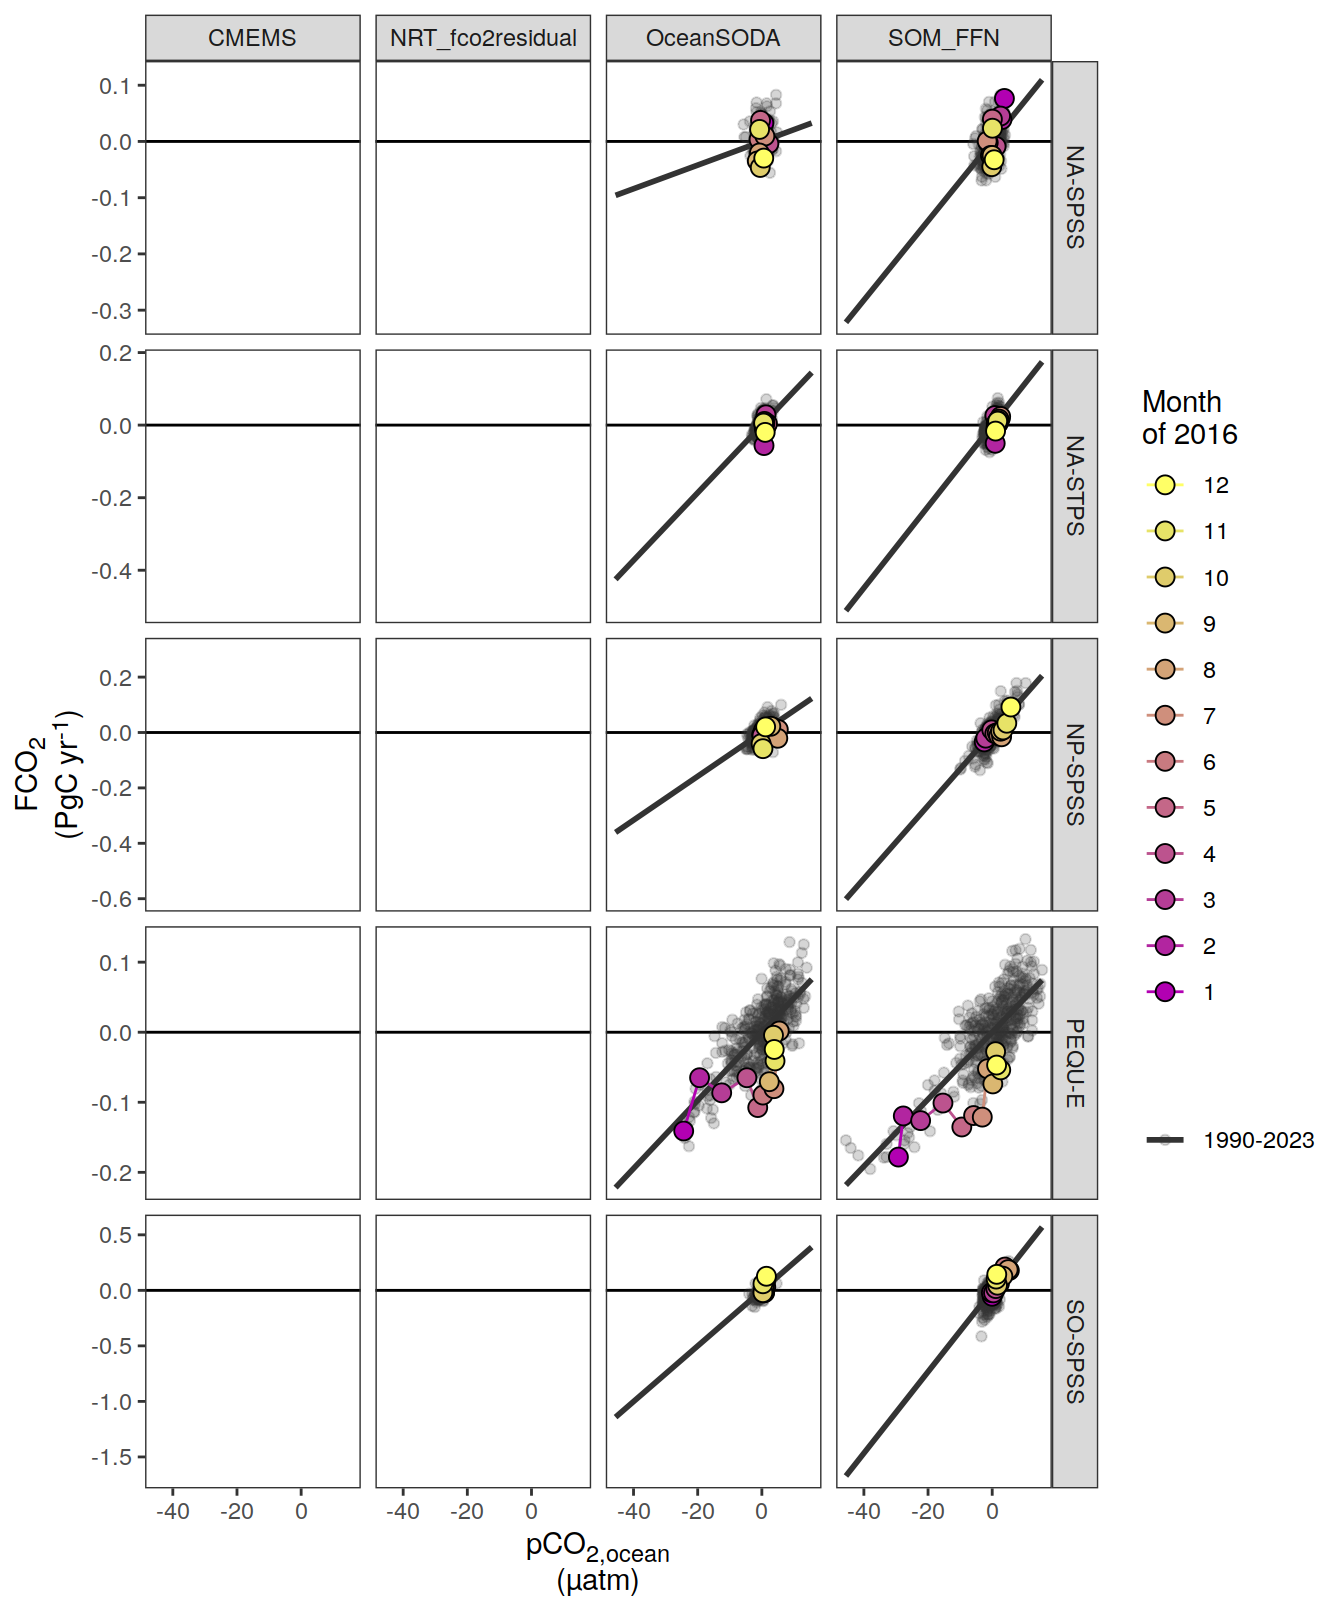 CMEMS
NRT_fco2residual
OceanSODA
SOM_FFN
0.1
0.0
-0.1
-0.2
-0.3
NA-SPSS
0.2
0.0
-0.2
-0.4
NA-STPS
0.2
0.0
-0.2
-0.4
-0.6
NP-SPSS
0.1
0.0
-0.1
-0.2
PEQU-E
0.5
0.0
-0.5
-1.0
-1.5
SO-SPSS
-40 -20 0
-40 -20 0
-40 -20 0
-40 -20 0
FCO₂
(PgC yr⁻¹)
pCO₂,ocean
(µatm)
Month
of 2016
12
11
10
9
8
7
6
5
4
3
2
1
1990-2023